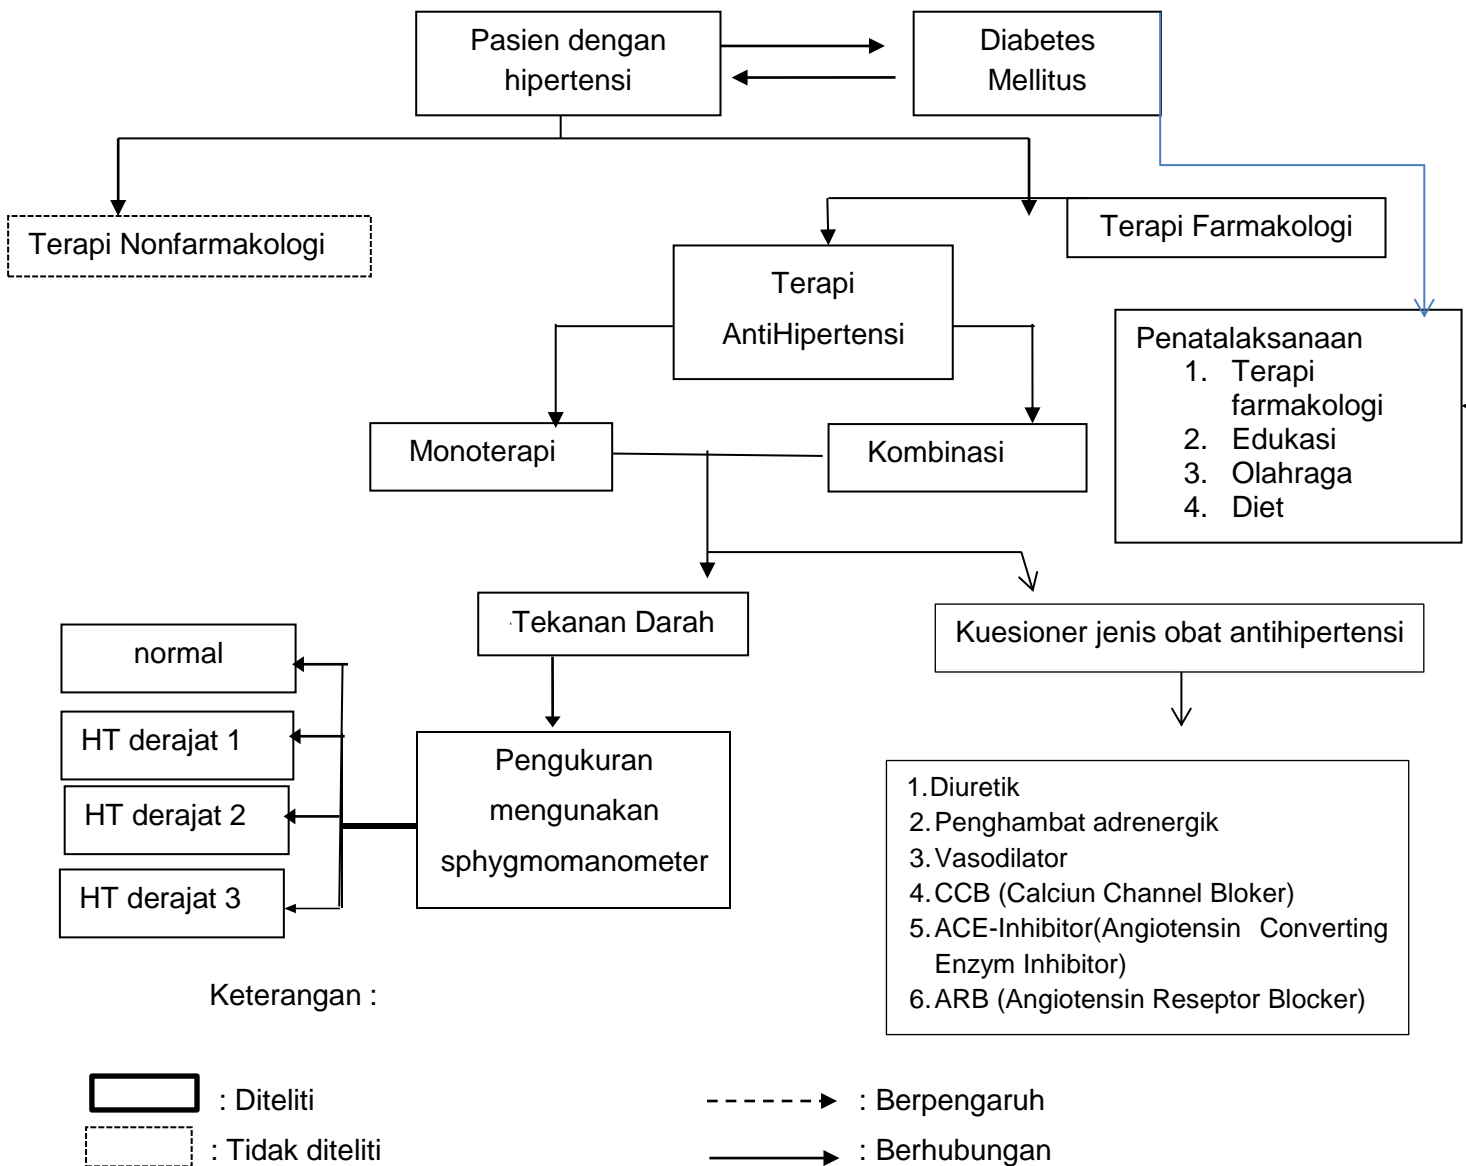 Pasien dengan
hipertensi
Diabetes
Mellitus
Terapi Nonfarmakologi
Terapi Farmakologi
Terapi
AntiHipertensi
Penatalaksanaan
1. Terapi
farmakologi
2. Edukasi
3. Olahraga
4. Diet
Monoterapi
Kombinasi
Tekanan Darah
Kuesioner jenis obat antihipertensi
normal
HT derajat 1
HT derajat 2
HT derajat 3
Pengukuran
mengunakan
sphygmomanometer
1. Diuretik
2. Penghambat adrenergik
3. Vasodilator
4. CCB (Calciun Channel Bloker)
5. ACE-Inhibitor(Angiotensin Converting
Enzym Inhibitor)
6. ARB (Angiotensin Reseptor Blocker)
Keterangan :
: Diteliti
: Berpengaruh
: Tidak diteliti
: Berhubungan